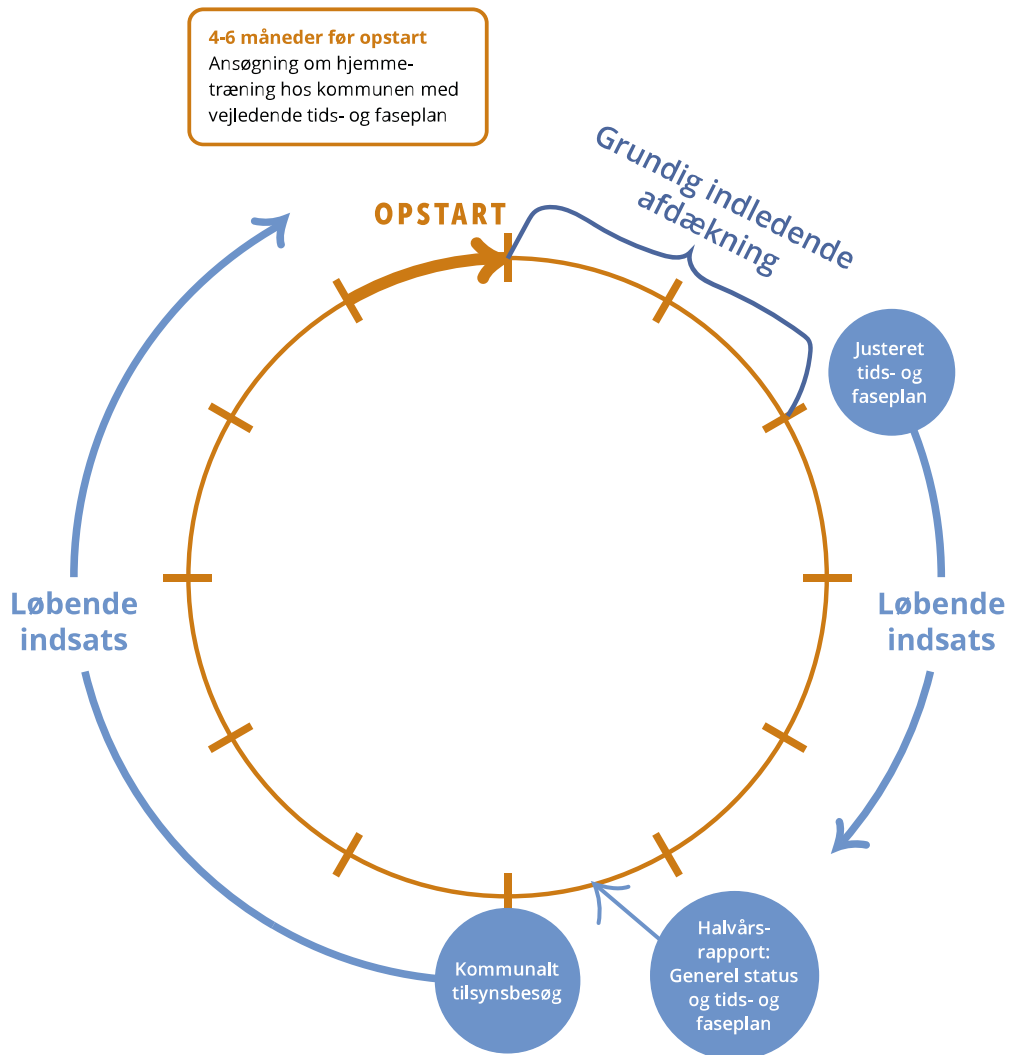 4-6 måneder før opstart
Ansøgning om hjemme-
træning hos kommunen med
vejledende tids- og faseplan
OPSTART
Grundig indledende
afdækning
Justeret
tids- og
faseplan
Løbende
indsats
Halvårs-
rapport:
Generel status
og tids- og
faseplan
Kommunalt
tilsynsbesøg
Løbende
indsats